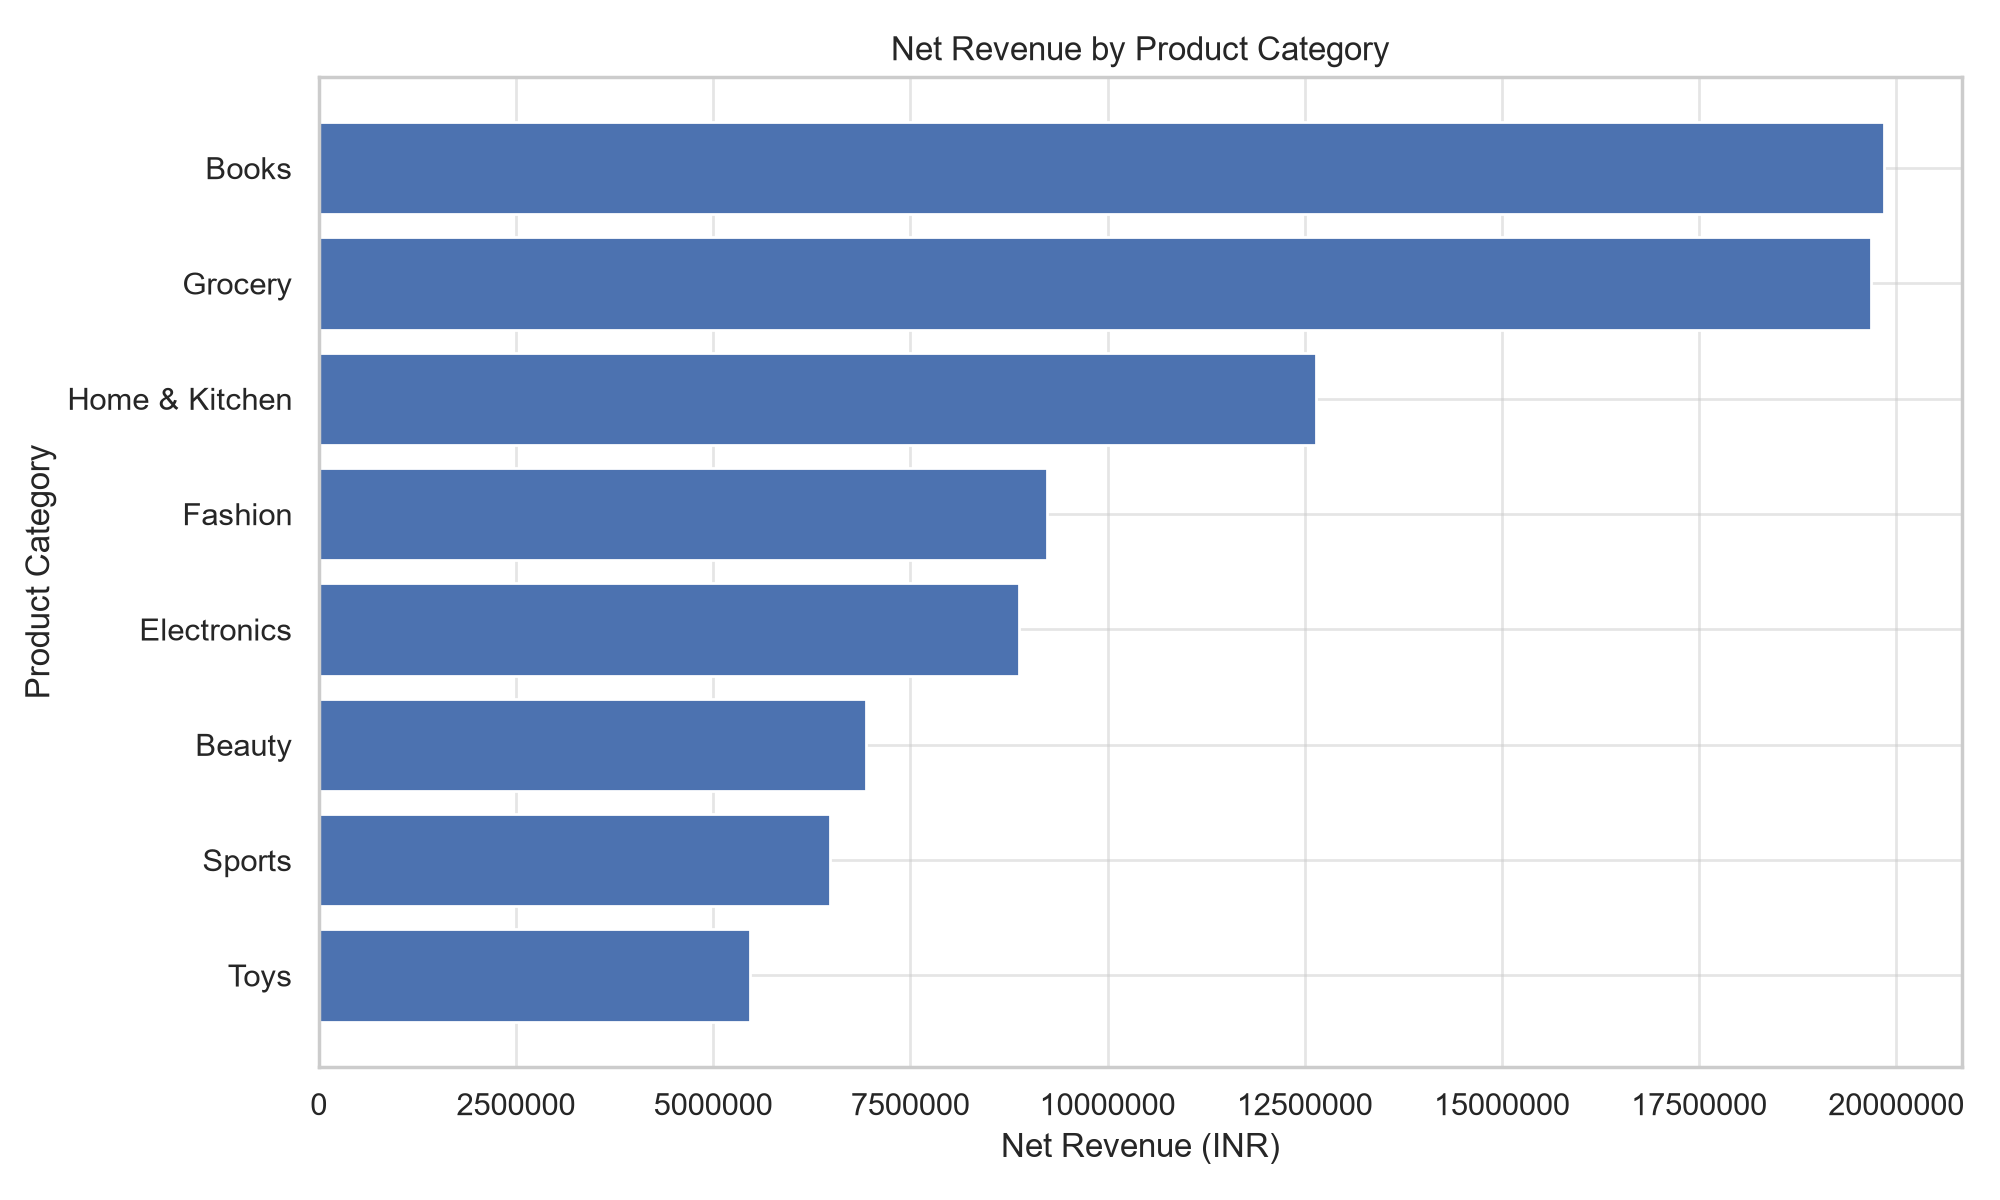 Net Revenue by Product Category
Product Category
Books
Grocery
Home & Kitchen
Fashion
Electronics
Beauty
Sports
Toys
0 2500000 5000000 7500000 10000000 12500000 15000000 17500000 20000000
Net Revenue (INR)